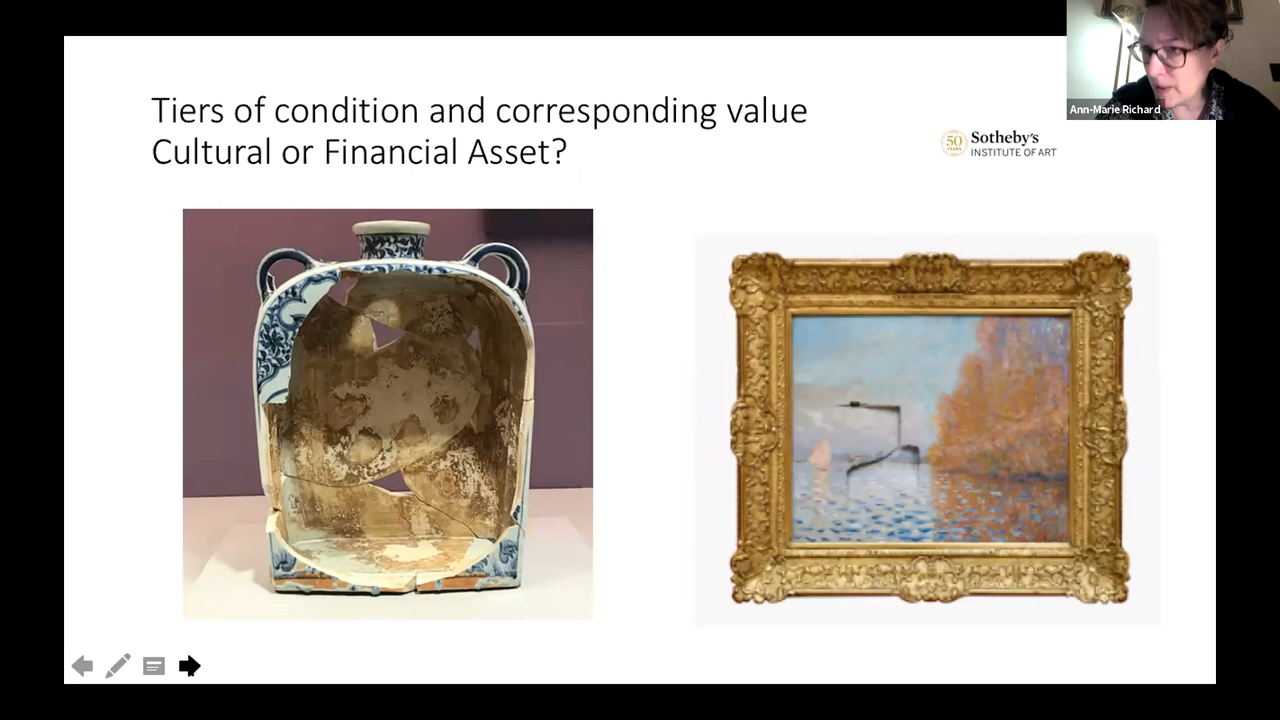 Tiers of condition and corresponding value
Cultural or Financial Asset?
50
YEARS
Sotheby's
INSTITUTE OF ART
Ann-Marie Richard